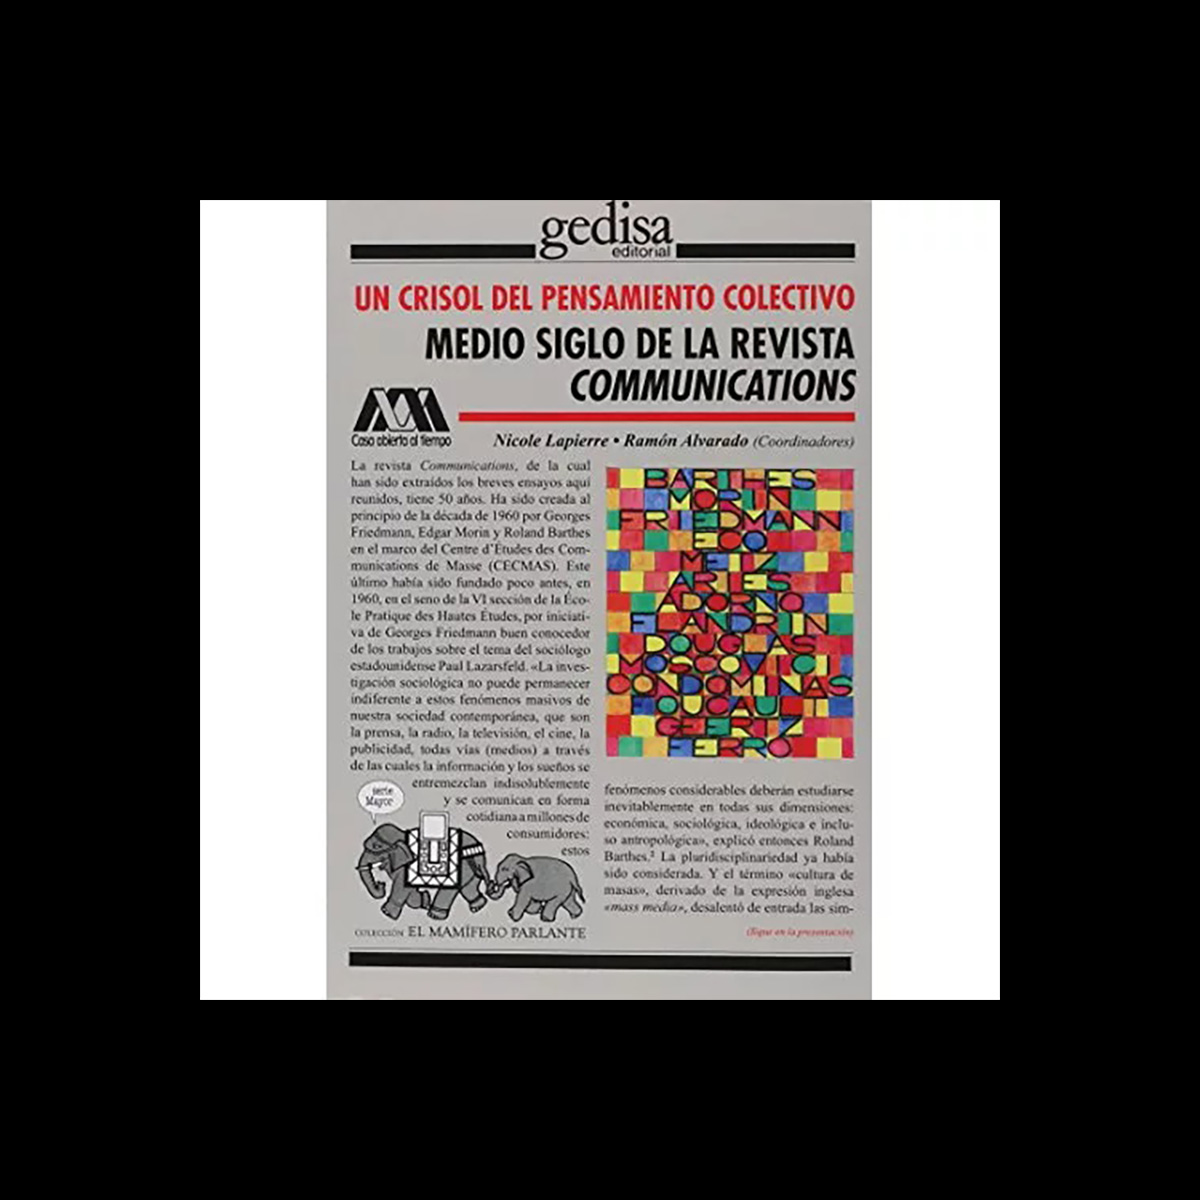 gedisa
editorial
UN CRISOL DEL PENSAMIENTO COLECTIVO
MEDIO SIGLO DE LA REVISTA
COMMUNICATIONS
Casa abierta al tiempo
Nicole Lapierre • Ramón Alvarado (Coordinadores)
La revista Communications, de la cual
han sido extraídos los breves ensayos aquí
reunidos, tiene 50 años. Ha sido creada al
principio de la década de 1960 por Georges
Friedmann, Edgar Morin y Roland Barthes
en el marco del Centre d'Études des Com-
munications de Masse (CECMAS). Este
último había sido fundado poco antes, en
1960, en el seno de la VI sección de la Éco-
le Pratique des Hautes Études, por iniciati-
va de Georges Friedmann buen conocedor
de los trabajos sobre el tema del sociólogo
estadounidense Paul Lazarsfeld. «La inves-
tigación sociológica no puede permanecer
indiferente a estos fenómenos masivos de
nuestra sociedad contemporánea, que son
la prensa, la radio, la televisión, el cine, la
publicidad, todas vías (medios) a través
de las cuales la información y los sueños se
entremezclan indisolublemente
y se comunican en forma
cotidiana a millones de
consumidores:
estos
serie
Mayor
COLECCIÓN EL MAMÍFERO PARLANTE
BARTHES
MORIN
FRIEDMANN
ECO
METZ
ARIES
ADORNO
FLANDRIN
DOUGLAS
MOSCOVICI
CONDOMINAS
FOUCAULT
GEERTZ
FERRO
fenómenos considerables deberán estudiarse
inevitablemente en todas sus dimensiones:
económica, sociológica, ideológica e inclu-
so antropológica», explicó entonces Roland
Barthes.² La pluridisciplinariedad ya había
sido considerada. Y el término «cultura de
masas», derivado de la expresión inglesa
«mass media», desalentó de entrada las sim-
(Sigue en la presentación)